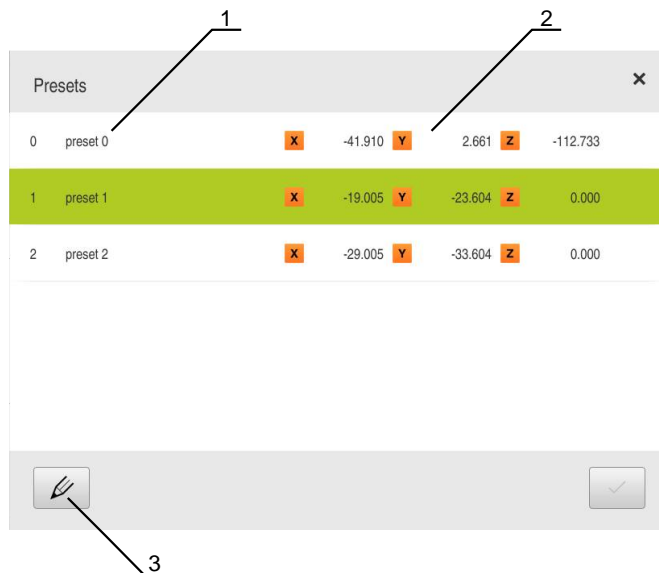 1 2
Presets ×
0 preset 0 X -41.910 Y 2.661 Z -112.733
1 preset 1 X -19.005 Y -23.604 Z 0.000
2 preset 2 X -29.005 Y -33.604 Z 0.000
3